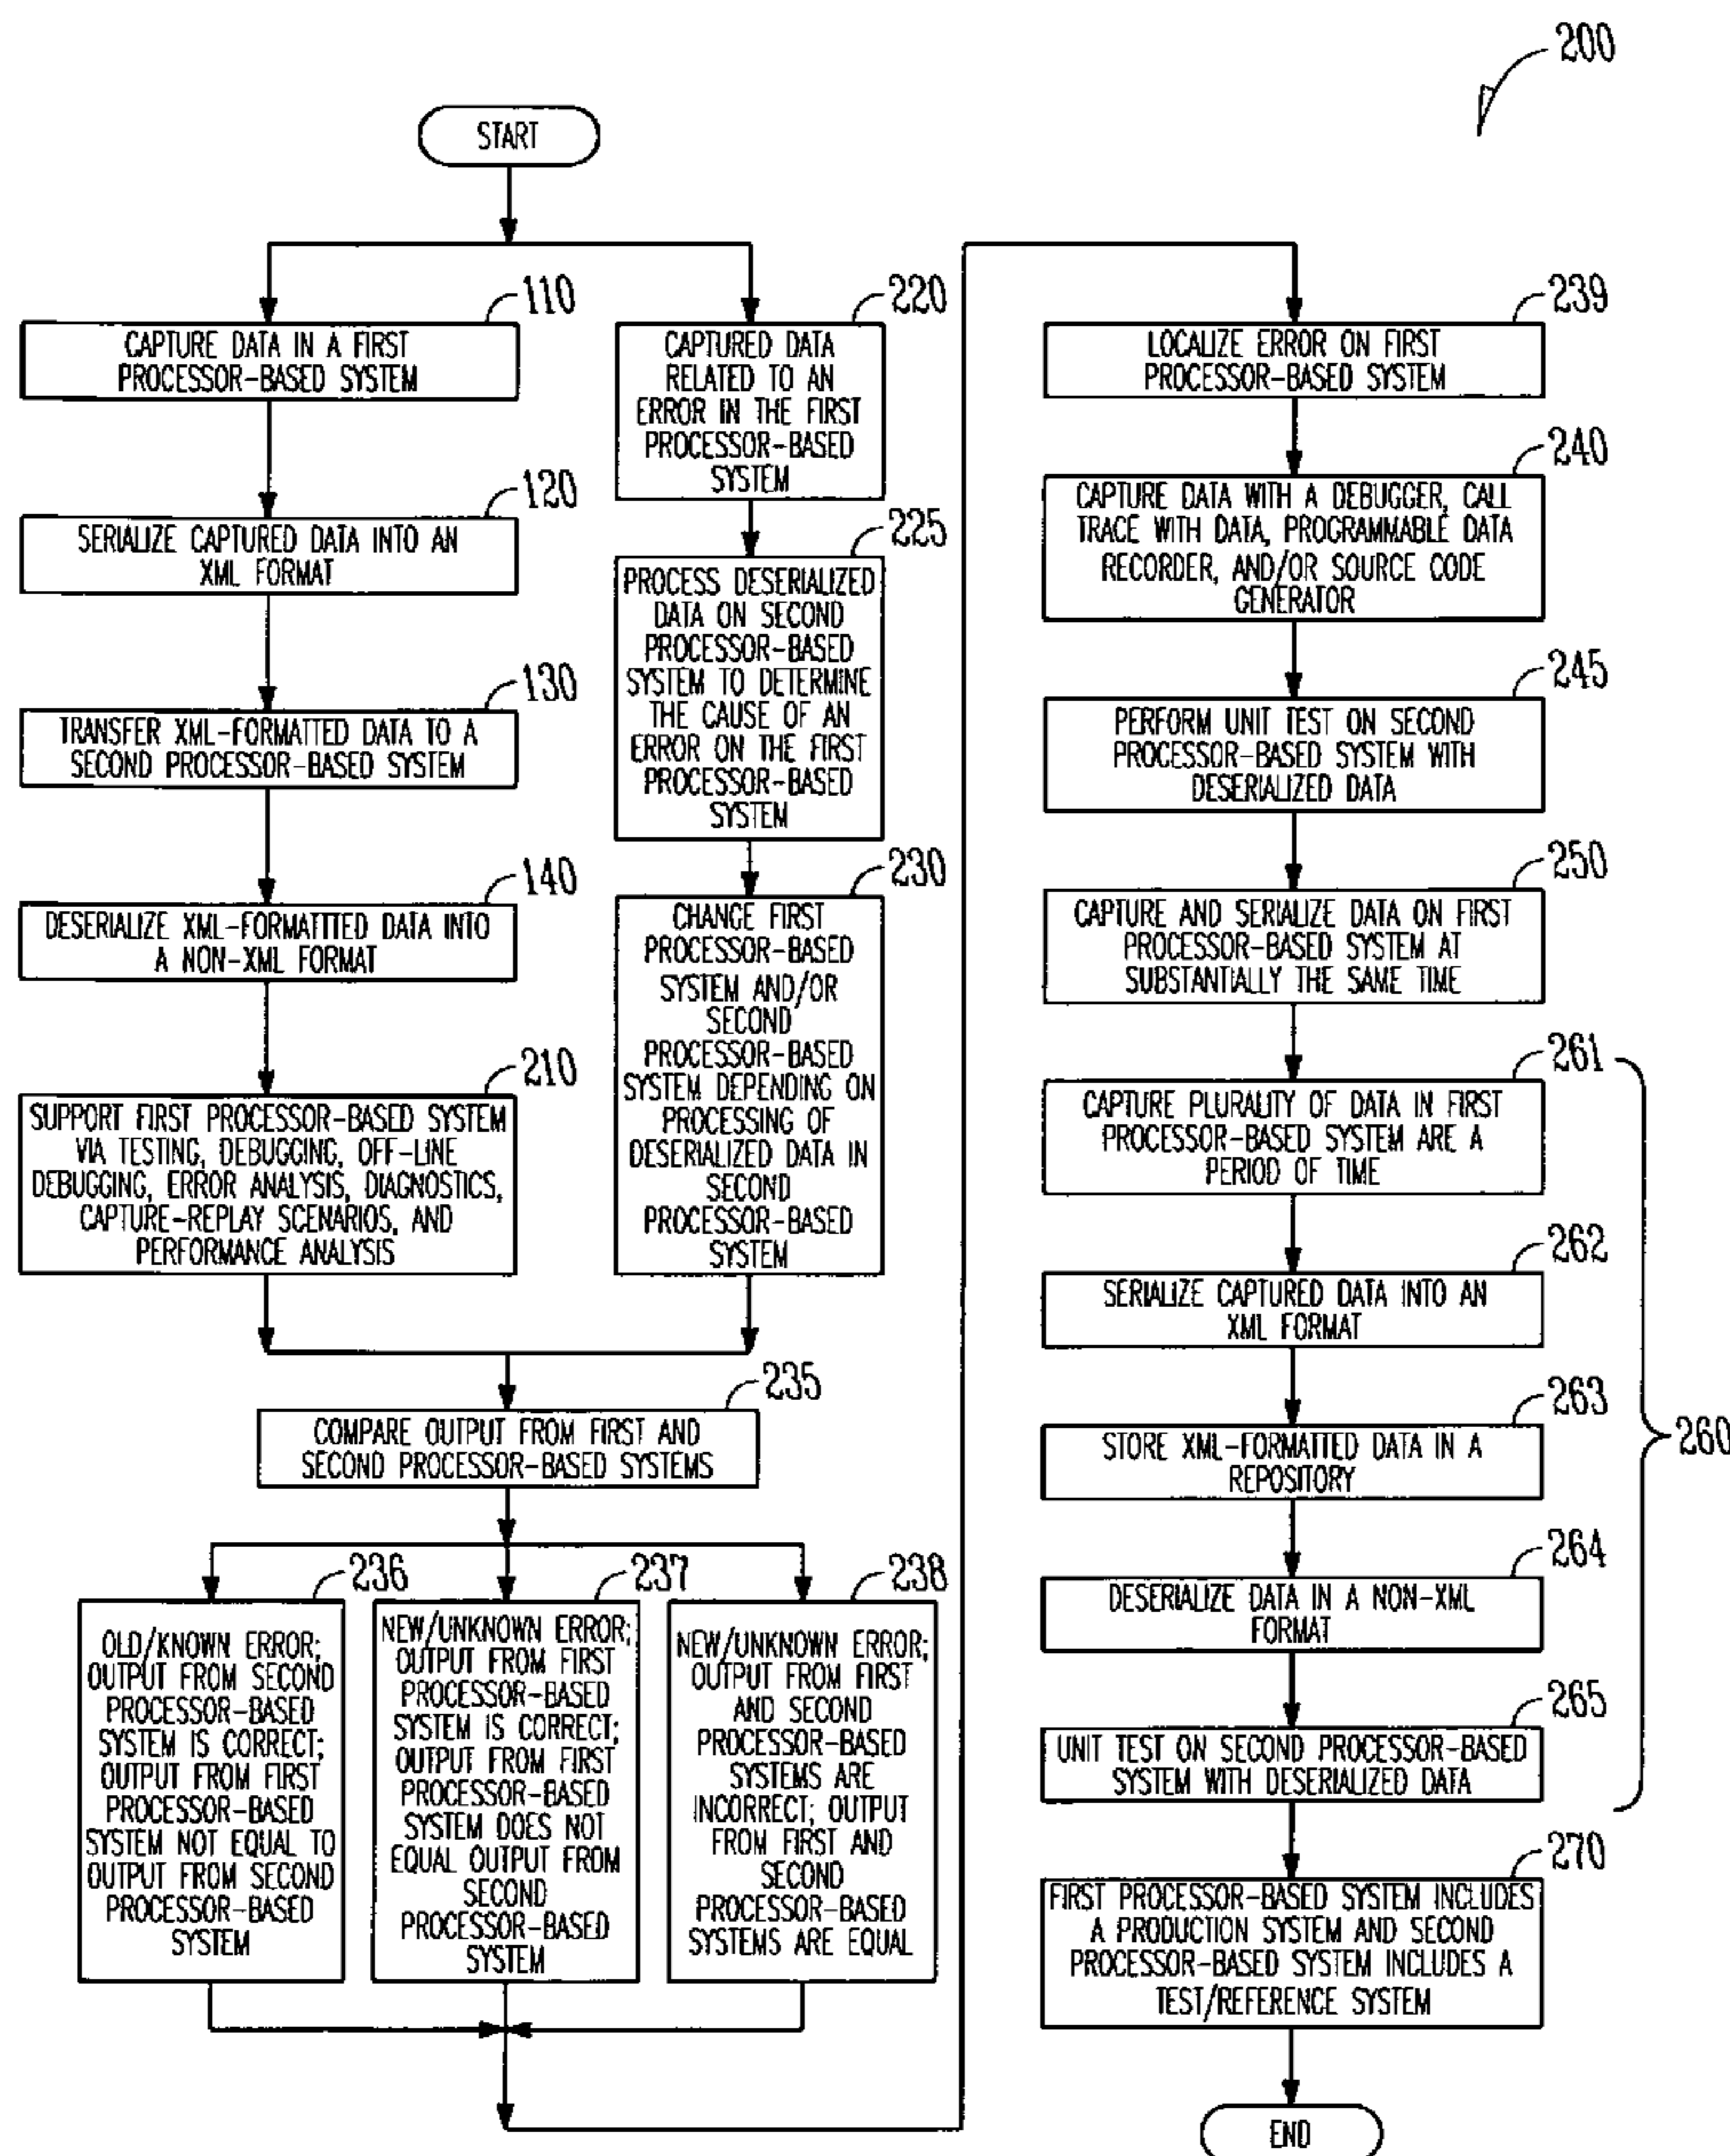 200
START
110
CAPTURE DATA IN A FIRST
PROCESSOR-BASED SYSTEM
120
SERIALIZE CAPTURED DATA INTO AN
XML FORMAT
130
TRANSFER XML-FORMATTED DATA TO A
SECOND PROCESSOR-BASED SYSTEM
140
DESERIALIZE XML-FORMATTTED DATA INTO
A NON-XML FORMAT
210
SUPPORT FIRST PROCESSOR-BASED SYSTEM
VIA TESTING, DEBUGGING, OFF-LINE
DEBUGGING, ERROR ANALYSIS, DIAGNOSTICS,
CAPTURE-REPLAY SCENARIOS, AND
PERFORMANCE ANALYSIS
220
CAPTURED DATA
RELATED TO AN
ERROR IN THE FIRST
PROCESSOR-BASED
SYSTEM
225
PROCESS DESERIALIZED
DATA ON SECOND
PROCESSOR-BASED
SYSTEM TO DETERMINE
THE CAUSE OF AN
ERROR ON THE FIRST
PROCESSOR-BASED
SYSTEM
230
CHANGE FIRST
PROCESSOR-BASED
SYSTEM AND/OR
SECOND
PROCESSOR-BASED
SYSTEM DEPENDING ON
PROCESSING OF
DESERIALIZED DATA IN
SECOND
PROCESSOR-BASED
SYSTEM
235
COMPARE OUTPUT FROM FIRST AND
SECOND PROCESSOR-BASED SYSTEMS
236
OLD/KNOWN ERROR;
OUTPUT FROM SECOND
PROCESSOR-BASED
SYSTEM IS CORRECT;
OUTPUT FROM FIRST
PROCESSOR-BASED
SYSTEM NOT EQUAL TO
OUTPUT FROM SECOND
PROCESSOR-BASED
SYSTEM
237
NEW/UNKNOWN ERROR;
OUTPUT FROM FIRST
PROCESSOR-BASED
SYSTEM IS CORRECT;
OUTPUT FROM FIRST
PROCESSOR-BASED
SYSTEM DOES NOT
EQUAL OUTPUT FROM
SECOND
PROCESSOR-BASED
SYSTEM
238
NEW/UNKNOWN ERROR;
OUTPUT FROM FIRST
AND SECOND
PROCESSOR-BASED
SYSTEMS ARE
INCORRECT; OUTPUT
FROM FIRST AND
SECOND
PROCESSOR-BASED
SYSTEMS ARE EQUAL
239
LOCALIZE ERROR ON FIRST
PROCESSOR-BASED SYSTEM
240
CAPTURE DATA WITH A DEBUGGER, CALL
TRACE WITH DATA, PROGRAMMABLE DATA
RECORDER, AND/OR SOURCE CODE
GENERATOR
245
PERFORM UNIT TEST ON SECOND
PROCESSOR-BASED SYSTEM WITH
DESERIALIZED DATA
250
CAPTURE AND SERIALIZE DATA ON FIRST
PROCESSOR-BASED SYSTEM AT
SUBSTANTIALLY THE SAME TIME
261
CAPTURE PLURALITY OF DATA IN FIRST
PROCESSOR-BASED SYSTEM ARE A
PERIOD OF TIME
262
SERIALIZE CAPTURED DATA INTO AN
XML FORMAT
263
STORE XML-FORMATTED DATA IN A
REPOSITORY
260
264
DESERIALIZE DATA IN A NON-XML
FORMAT
265
UNIT TEST ON SECOND PROCESSOR-BASED
SYSTEM WITH DESERIALIZED DATA
270
FIRST PROCESSOR-BASED SYSTEM INCLUDES
A PRODUCTION SYSTEM AND SECOND
PROCESSOR-BASED SYSTEM INCLUDES A
TEST/REFERENCE SYSTEM
END